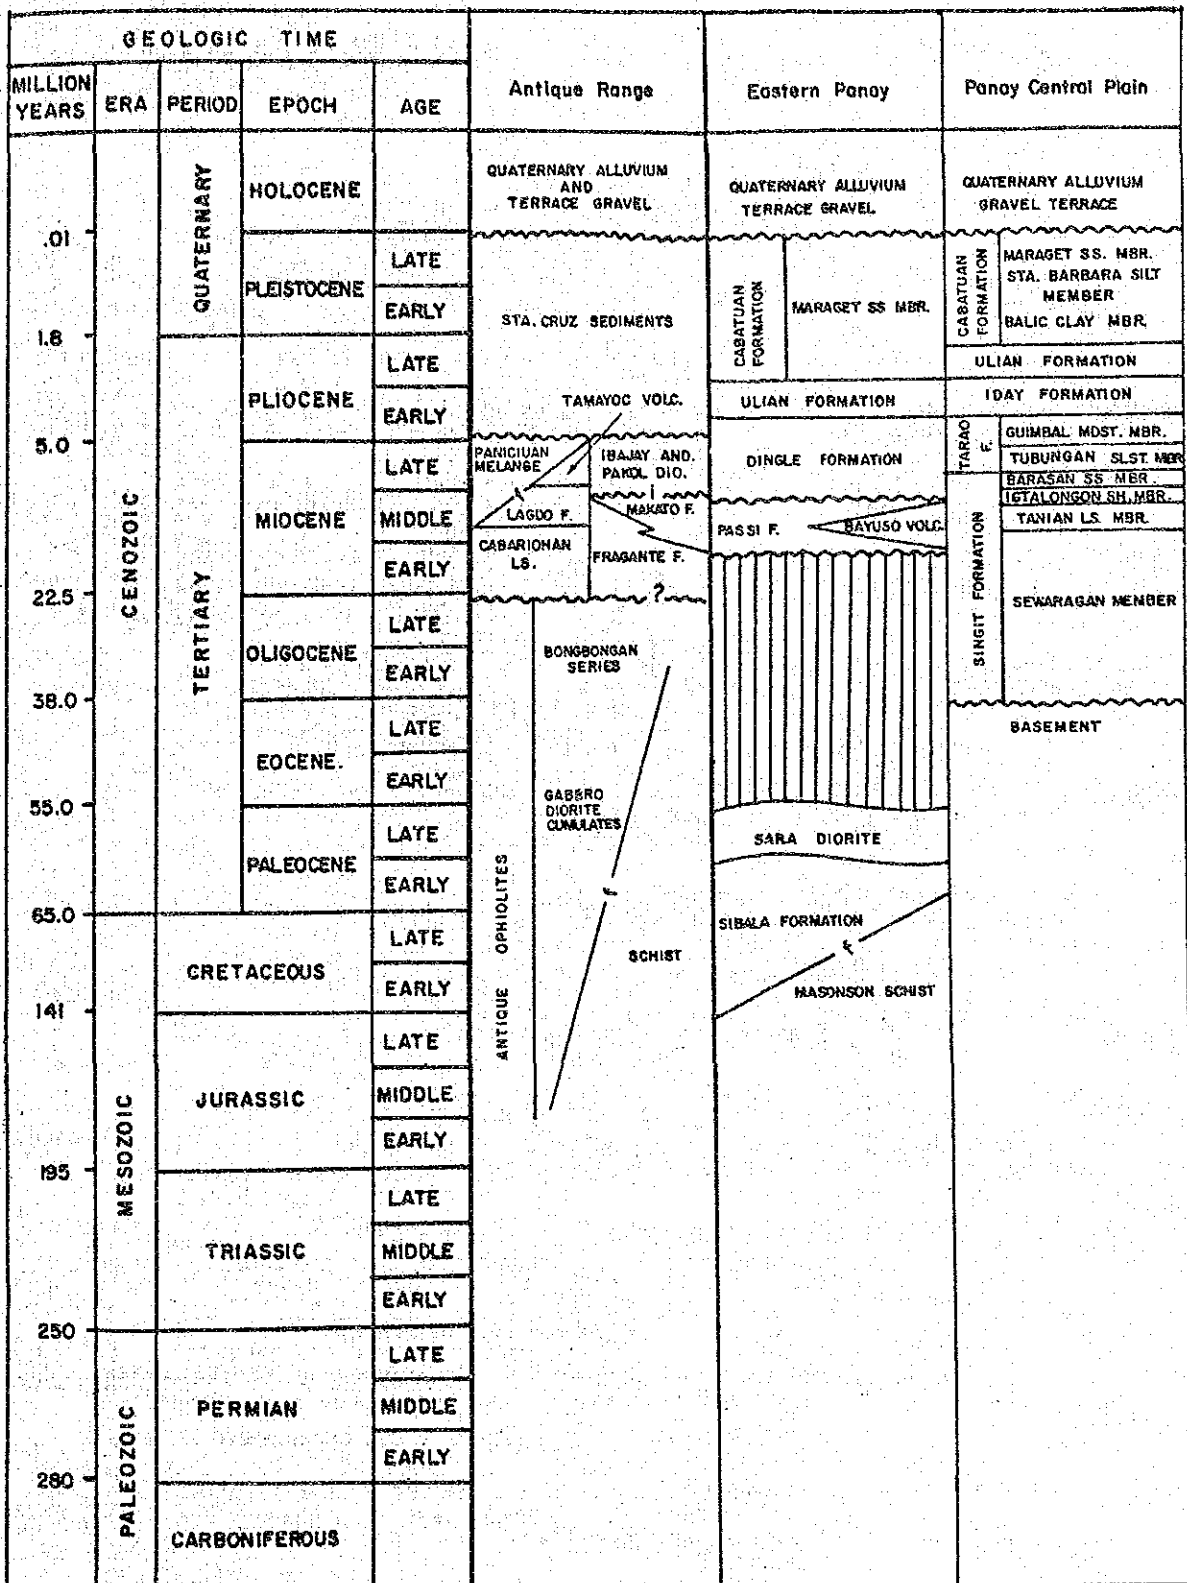 GEOLOGIC TIME
MILLION
YEARS
ERA
PERIOD
EPOCH
AGE
Antique Range
Eastern Panay
Panay Central Plain
.01
1.8
5.0
22.5
38.0
55.0
65.0
141
195
250
280
CENOZOIC
MESOZOIC
PALEOZOIC
QUATERNARY
TERTIARY
CRETACEOUS
JURASSIC
TRIASSIC
PERMIAN
CARBONIFEROUS
HOLOCENE
PLEISTOCENE
PLIOCENE
MIOCENE
OLIGOCENE
EOCENE.
PALEOCENE
LATE
EARLY
LATE
EARLY
LATE
MIDDLE
EARLY
LATE
EARLY
LATE
EARLY
LATE
EARLY
LATE
EARLY
LATE
MIDDLE
EARLY
LATE
MIDDLE
EARLY
LATE
MIDDLE
EARLY
QUATERNARY ALLUVIUM
AND
TERRACE GRAVEL
STA. CRUZ SEDIMENTS
TAMAYOC VOLC.
PANICIUAN
MELANGE
IBAJAY AND.
PAKOL DIO.
LAGDO F.
MAKATO F.
CABARIOHAN
LS.
FRAGANTE F.
?
BONGBONGAN
SERIES
GABBRO
DIORITE
CUMULATES
f
ANTIQUE OPHIOLITES
SCHIST
QUATERNARY ALLUVIUM
TERRACE GRAVEL
CABATUAN
FORMATION
MARAGET SS MBR.
ULIAN FORMATION
DINGLE FORMATION
PASSI F.
BAYUSO VOLC.
SARA DIORITE
SIBALA FORMATION
f
MASONSON SCHIST
QUATERNARY ALLUVIUM
GRAVEL TERRACE
CABATUAN
FORMATION
MARAGET SS. MBR.
STA. BARBARA SILT
MEMBER
BALIC CLAY MBR.
ULIAN FORMATION
IDAY FORMATION
TARAO
F.
GUIMBAL MDST. MBR.
TUBUNGAN SLST. MBR
SINGIT FORMATION
BARASAN SS MBR.
IGTALONGON SH. MBR.
TANIAN LS. MBR.
SEWARAGAN MEMBER
BASEMENT